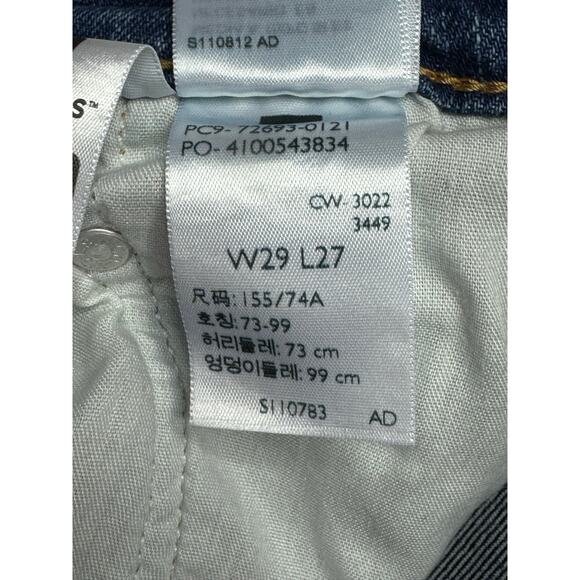 S110812 AD
S™
PC9-72693-0121
PO-4100543834
CW-3022
3449
W29 L27
尺码:155/74A
호칭:73-99
허리둘레: 73 cm
엉덩이둘레: 99 cm
S110783 AD